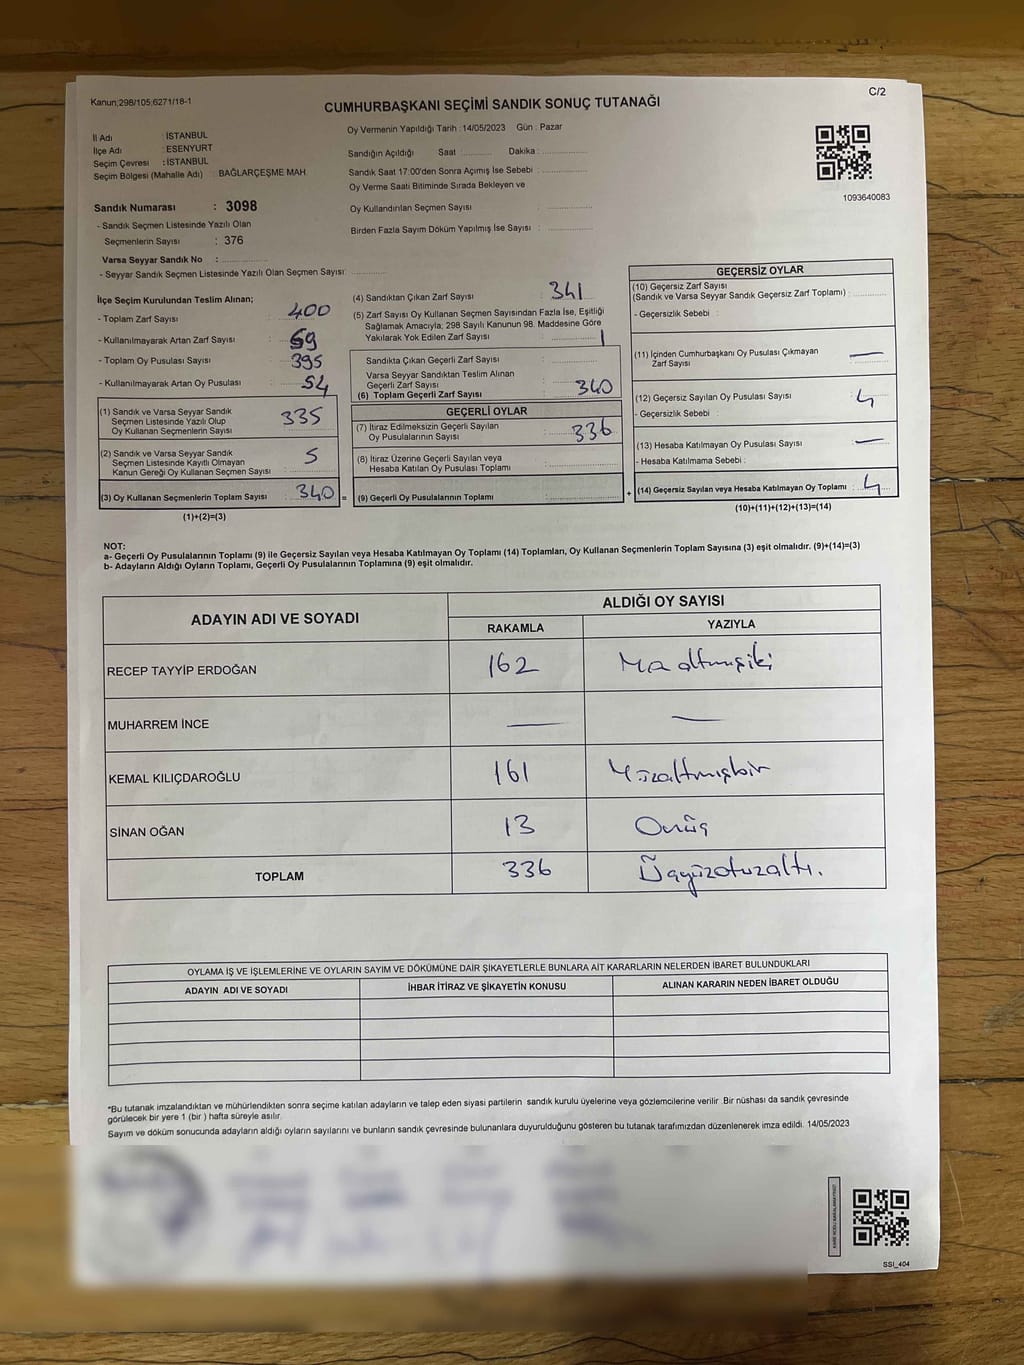 Kanun;298/105;6271/18-1
C/2
CUMHURBAŞKANI SEÇİMİ SANDIK SONUÇ TUTANAĞI
İl Adı : İSTANBUL
İlçe Adı : ESENYURT
Seçim Çevresi : İSTANBUL
Seçim Bölgesi (Mahalle Adı) : BAĞLARÇEŞME MAH.
Sandık Numarası : 3098
- Sandık Seçmen Listesinde Yazılı Olan
Seçmenlerin Sayısı : 376
Varsa Seyyar Sandık No :
- Seyyar Sandık Seçmen Listesinde Yazılı Olan Seçmen Sayısı:
Oy Vermenin Yapıldığı Tarih : 14/05/2023 Gün : Pazar
Sandığın Açıldığı Saat Dakika :
Sandık Saat 17:00'den Sonra Açımış İse Sebebi :
Oy Verme Saati Bitiminde Sırada Bekleyen ve
Oy Kullandırılan Seçmen Sayısı :
Birden Fazla Sayım Döküm Yapılmış İse Sayısı :
1093640083
İlçe Seçim Kurulundan Teslim Alınan;
- Toplam Zarf Sayısı : 400
- Kullanılmayarak Artan Zarf Sayısı : 59
- Toplam Oy Pusulası Sayısı : 395
- Kullanılmayarak Artan Oy Pusulası : 54
(1) Sandık ve Varsa Seyyar Sandık
Seçmen Listesinde Yazılı Olup
Oy Kullanan Seçmenlerin Sayısı : 335
(2) Sandık ve Varsa Seyyar Sandık
Seçmen Listesinde Kayıtlı Olmayan
Kanun Gereği Oy Kullanan Seçmen Sayısı : 5
(3) Oy Kullanan Seçmenlerin Toplam Sayısı : 340 =
(1)+(2)=(3)
(4) Sandıktan Çıkan Zarf Sayısı : 341
(5) Zarf Sayısı Oy Kullanan Seçmen Sayısından Fazla İse, Eşitliği
Sağlamak Amacıyla; 298 Sayılı Kanunun 98. Maddesine Göre
Yakılarak Yok Edilen Zarf Sayısı : 1
Sandıkta Çıkan Geçerli Zarf Sayısı :
Varsa Seyyar Sandıktan Teslim Alınan
Geçerli Zarf Sayısı :
(6) Toplam Geçerli Zarf Sayısı : 340
GEÇERLİ OYLAR
(7) İtiraz Edilmeksizin Geçerli Sayılan
Oy Pusulalarının Sayısı : 336
(8) İtiraz Üzerine Geçerli Sayılan veya
Hesaba Katılan Oy Pusulası Toplamı :
(9) Geçerli Oy Pusulalarının Toplamı : +
GEÇERSİZ OYLAR
(10) Geçersiz Zarf Sayısı
(Sandık ve Varsa Seyyar Sandık Geçersiz Zarf Toplamı) :
- Geçersizlik Sebebi :
(11) İçinden Cumhurbaşkanı Oy Pusulası Çıkmayan
Zarf Sayısı : —
(12) Geçersiz Sayılan Oy Pusulası Sayısı : 4
- Geçersizlik Sebebi :
(13) Hesaba Katılmayan Oy Pusulası Sayısı : —
- Hesaba Katılmama Sebebi :
(14) Geçersiz Sayılan veya Hesaba Katılmayan Oy Toplamı : 4
(10)+(11)+(12)+(13)=(14)
NOT:
a- Geçerli Oy Pusulalarının Toplamı (9) ile Geçersiz Sayılan veya Hesaba Katılmayan Oy Toplamı (14) Toplamları, Oy Kullanan Seçmenlerin Toplam Sayısına (3) eşit olmalıdır. (9)+(14)=(3)
b- Adayların Aldığı Oyların Toplamı, Geçerli Oy Pusulalarının Toplamına (9) eşit olmalıdır.
ADAYIN ADI VE SOYADI ALDIĞI OY SAYISI
RAKAMLA YAZIYLA
RECEP TAYYİP ERDOĞAN 162
MUHARREM İNCE — —
KEMAL KILIÇDAROĞLU 161 Yüzaltmışbir
SİNAN OĞAN 13 Onüç
TOPLAM 336 Üçyüzotuzaltı.
OYLAMA İŞ VE İŞLEMLERİNE VE OYLARIN SAYIM VE DÖKÜMÜNE DAİR ŞİKAYETLERLE BUNLARA AİT KARARLARIN NELERDEN İBARET BULUNDUKLARI
ADAYIN ADI VE SOYADI İHBAR İTİRAZ VE ŞİKAYETİN KONUSU ALINAN KARARIN NEDEN İBARET OLDUĞU
*Bu tutanak imzalandıktan ve mühürlendikten sonra seçime katılan adayların ve talep eden siyasi partilerin sandık kurulu üyelerine veya gözlemcilerine verilir. Bir nüshası da sandık çevresinde
görülecek bir yere 1 (bir ) hafta süreyle asılır.
Sayım ve döküm sonucunda adayların aldığı oyların sayılarını ve bunların sandık çevresinde bulunanlara duyurulduğunu gösteren bu tutanak tarafımızdan düzenlenerek imza edildi. 14/05/2023
SSI_404